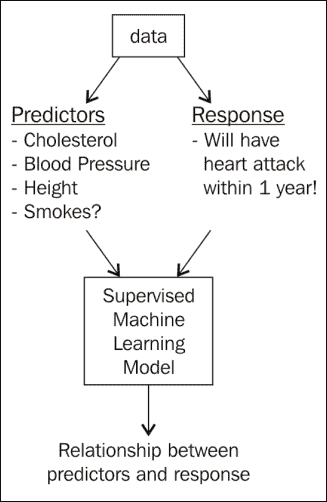 data
Predictors
- Cholesterol
- Blood Pressure
- Height
- Smokes?
Response
- Will have
heart attack
within 1 year!
Supervised
Machine
Learning
Model
Relationship between
predictors and response